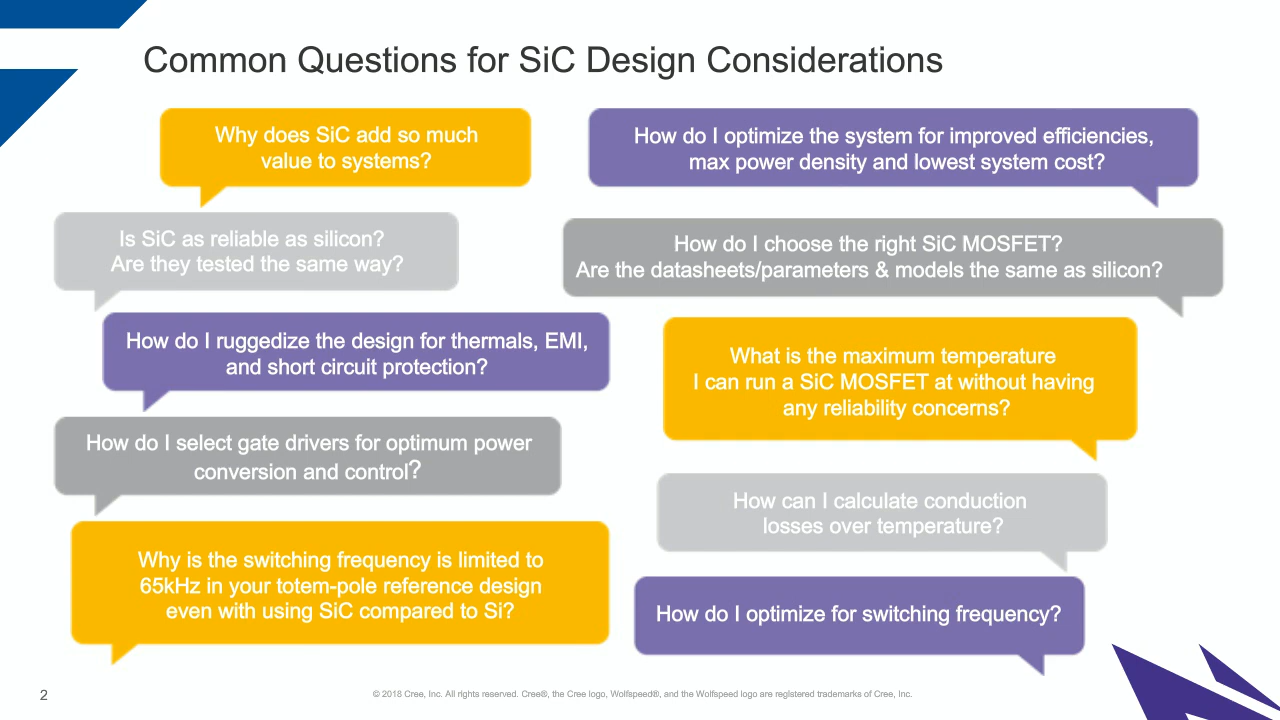 Common Questions for SiC Design Considerations
Why does SiC add so much
value to systems?
How do I optimize the system for improved efficiencies,
max power density and lowest system cost?
Is SiC as reliable as silicon?
Are they tested the same way?
How do I choose the right SiC MOSFET?
Are the datasheets/parameters & models the same as silicon?
How do I ruggedize the design for thermals, EMI,
and short circuit protection?
What is the maximum temperature
I can run a SiC MOSFET at without having
any reliability concerns?
How do I select gate drivers for optimum power
conversion and control?
How can I calculate conduction
losses over temperature?
Why is the switching frequency is limited to
65kHz in your totem-pole reference design
even with using SiC compared to Si?
How do I optimize for switching frequency?
2
© 2018 Cree, Inc. All rights reserved. Cree®, the Cree logo, Wolfspeed®, and the Wolfspeed logo are registered trademarks of Cree, Inc.